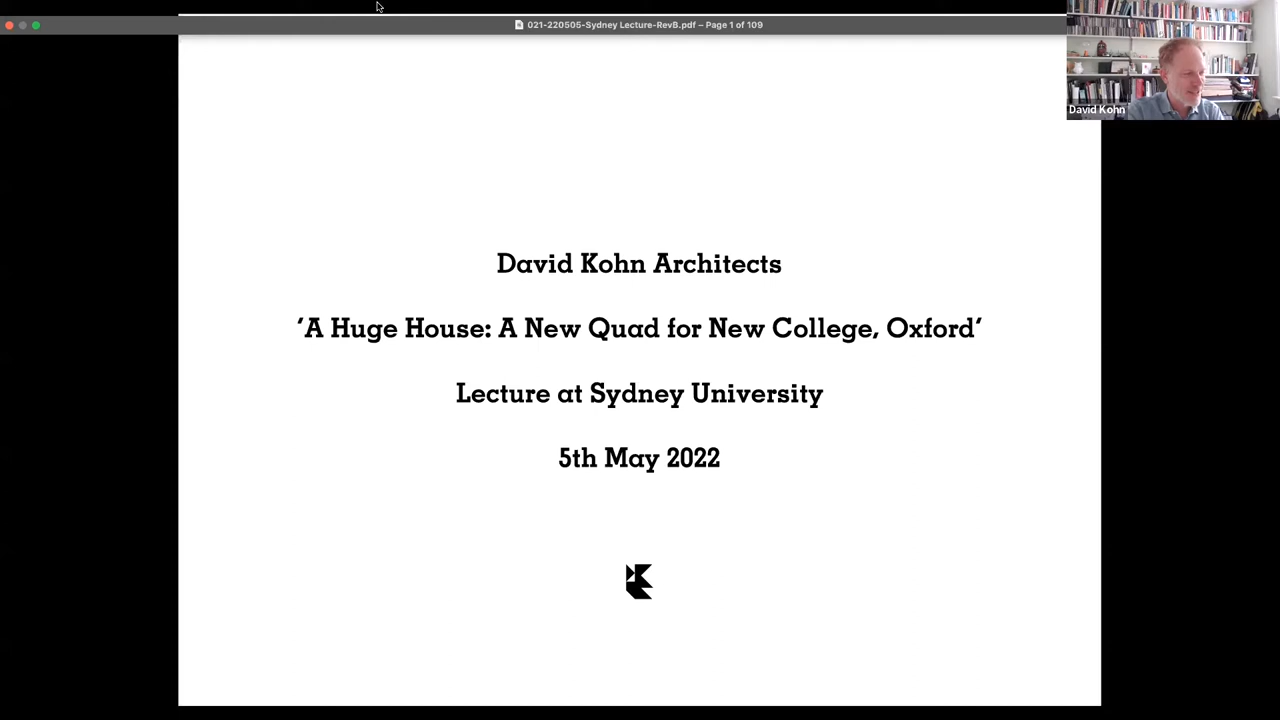 021-220505-Sydney Lecture-RevB.pdf – Page 1 of 109
David Kohn
David Kohn Architects
‘A Huge House: A New Quad for New College, Oxford’
Lecture at Sydney University
5th May 2022